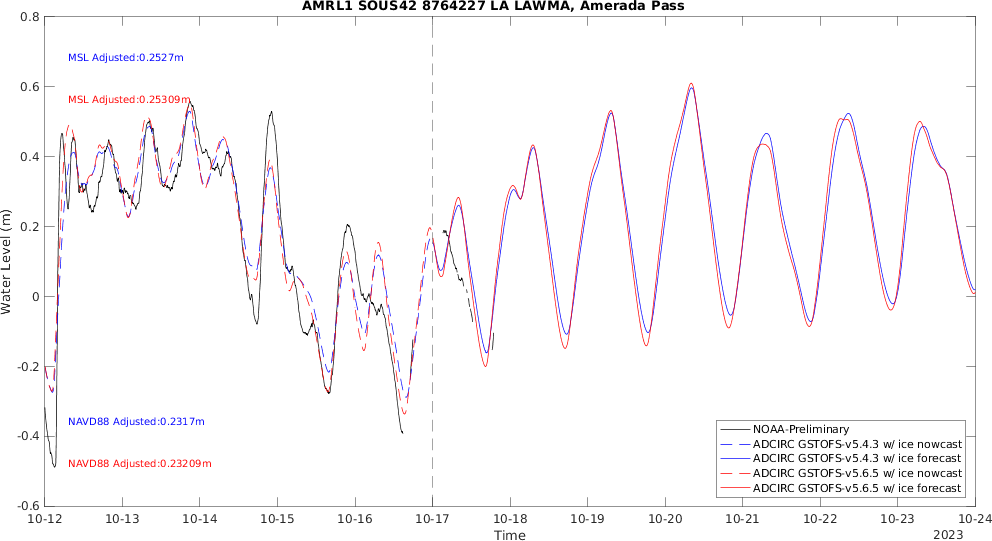 AMRL1 SOUS42 8764227 LA LAWMA, Amerada Pass
0.8
0.6
0.4
0.2
0
-0.2
-0.4
-0.6
Water Level (m)
MSL Adjusted:0.2527m
MSL Adjusted:0.25309m
NAVD88 Adjusted:0.2317m
NAVD88 Adjusted:0.23209m
NOAA-Preliminary
ADCIRC GSTOFS-v5.4.3 w/ ice nowcast
ADCIRC GSTOFS-v5.4.3 w/ ice forecast
ADCIRC GSTOFS-v5.6.5 w/ ice nowcast
ADCIRC GSTOFS-v5.6.5 w/ ice forecast
10-12 10-13 10-14 10-15 10-16 10-17 10-18 10-19 10-20 10-21 10-22 10-23 10-24
Time
2023